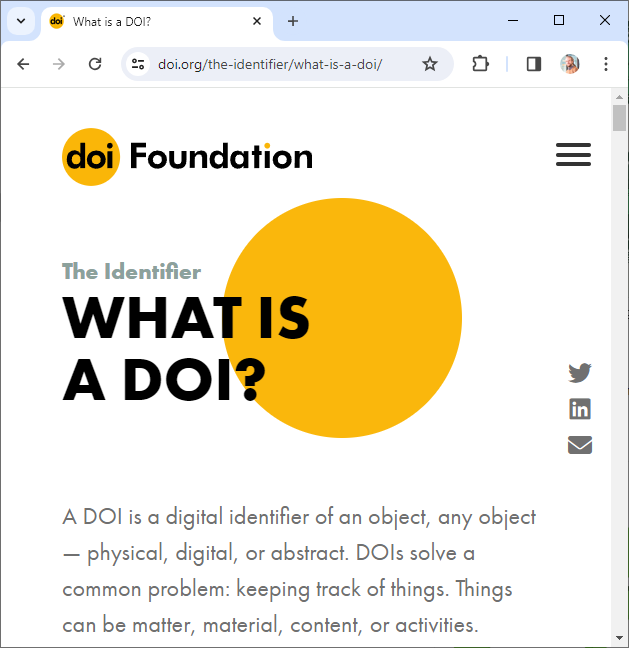 doi What is a DOI?
doi.org/the-identifier/what-is-a-doi/
doi Foundation
The Identifier
WHAT IS
A DOI?
A DOI is a digital identifier of an object, any object
— physical, digital, or abstract. DOIs solve a
common problem: keeping track of things. Things
can be matter, material, content, or activities.